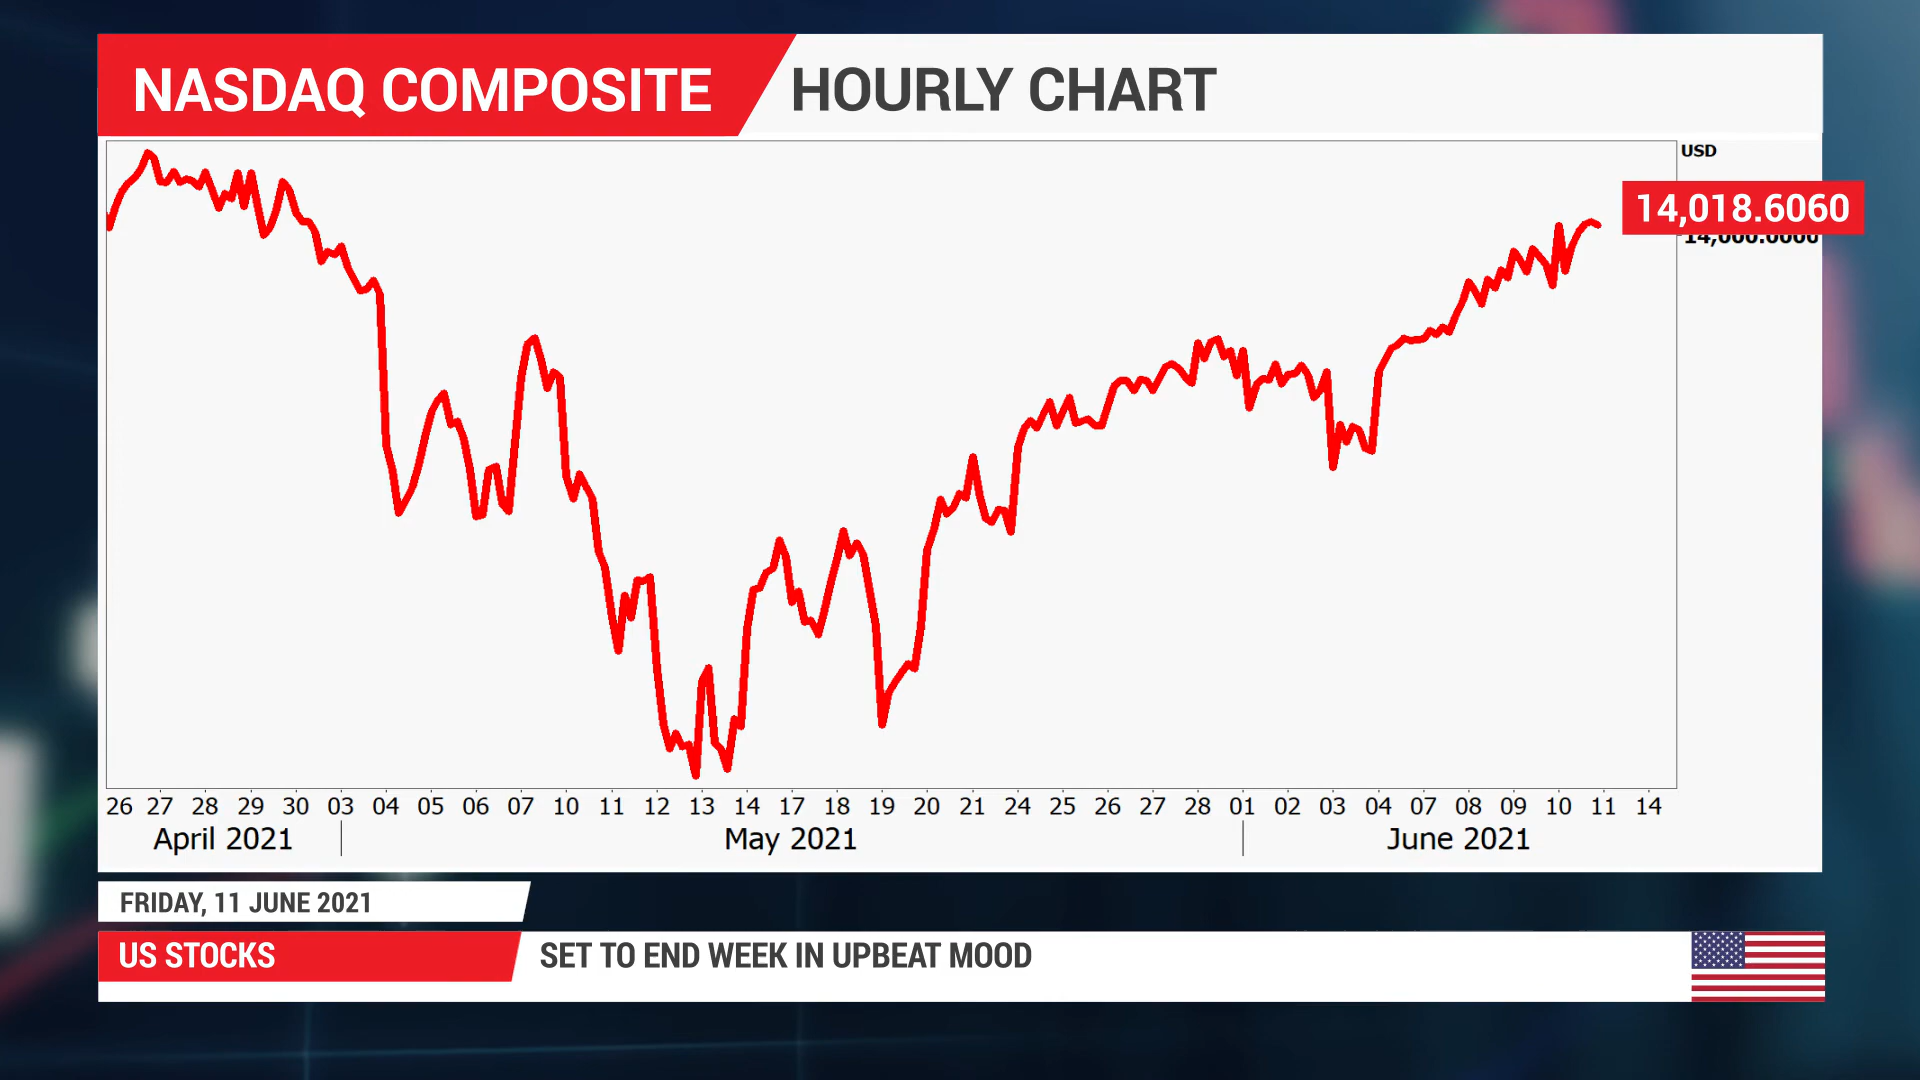 NASDAQ COMPOSITE HOURLY CHART
USD
14,018.6060
14,000.0000
26 27 28 29 30 03 04 05 06 07 10 11 12 13 14 17 18 19 20 21 24 25 26 27 28 01 02 03 04 07 08 09 10 11 14
April 2021 May 2021 June 2021
FRIDAY, 11 JUNE 2021
US STOCKS SET TO END WEEK IN UPBEAT MOOD